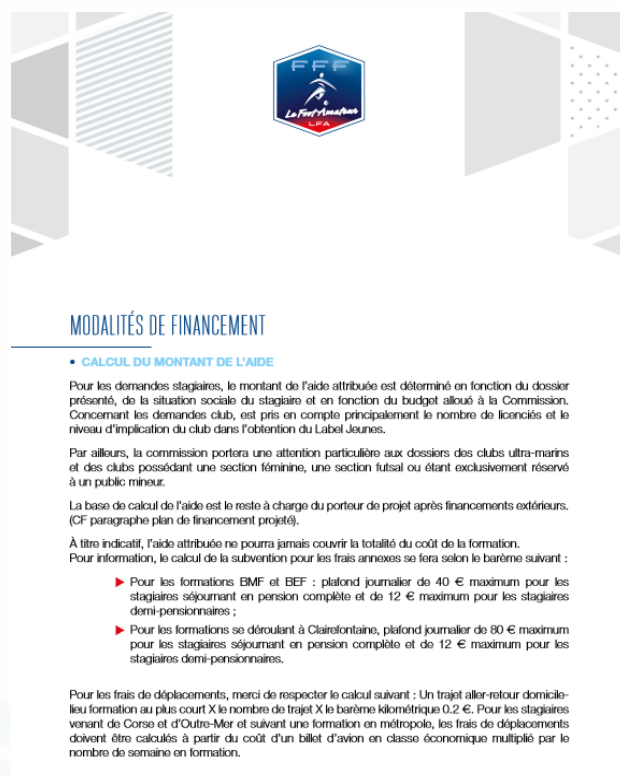 FFF
Le Foot Amateur
LFA
MODALITÉS DE FINANCEMENT
• CALCUL DU MONTANT DE L'AIDE
Pour les demandes stagiaires, le montant de l'aide attribuée est déterminé en fonction du dossier
présenté, de la situation sociale du stagiaire et en fonction du budget alloué à la Commission.
Concernant les demandes club, est pris en compte principalement le nombre de licenciés et le
niveau d'implication du club dans l'obtention du Label Jeunes.
Par ailleurs, la commission portera une attention particulière aux dossiers des clubs ultra-marins
et des clubs possédant une section féminine, une section futsal ou étant exclusivement réservé
à un public mineur.
La base de calcul de l'aide est le reste à charge du porteur de projet après financements extérieurs.
(CF paragraphe plan de financement projeté).
À titre indicatif, l'aide attribuée ne pourra jamais couvrir la totalité du coût de la formation.
Pour information, le calcul de la subvention pour les frais annexes se fera selon le barème suivant :
▶ Pour les formations BMF et BEF : plafond journalier de 40 € maximum pour les
stagiaires séjournant en pension complète et de 12 € maximum pour les stagiaires
demi-pensionnaires ;
▶ Pour les formations se déroulant à Clairefontaine, plafond journalier de 80 € maximum
pour les stagiaires séjournant en pension complète et de 12 € maximum pour les
stagiaires demi-pensionnaires.
Pour les frais de déplacements, merci de respecter le calcul suivant : Un trajet aller-retour domicile-
lieu formation au plus court X le nombre de trajet X le barème kilométrique 0.2 €. Pour les stagiaires
venant de Corse et d'Outre-Mer et suivant une formation en métropole, les frais de déplacements
doivent être calculés à partir du coût d'un billet d'avion en classe économique multiplié par le
nombre de semaine en formation.